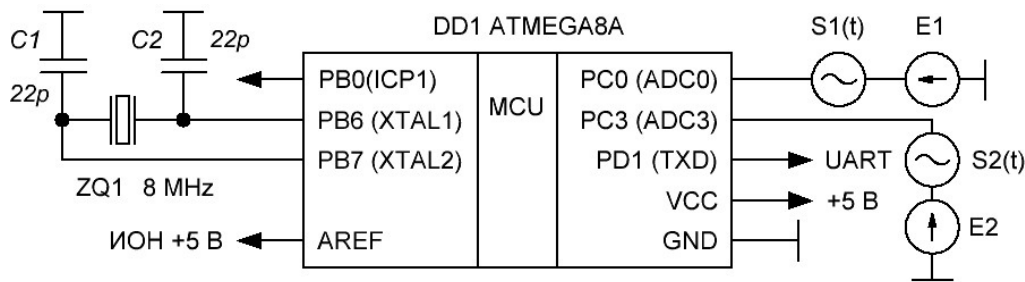 DD1 ATMEGA8A
C1
22p
C2
22p
ZQ1 8 MHz
ИОН +5 В
PB0(ICP1)
PB6 (XTAL1)
PB7 (XTAL2)
AREF
MCU
PC0 (ADC0)
PC3 (ADC3)
PD1 (TXD)
VCC
GND
S1(t)
E1
UART
+5 В
S2(t)
E2